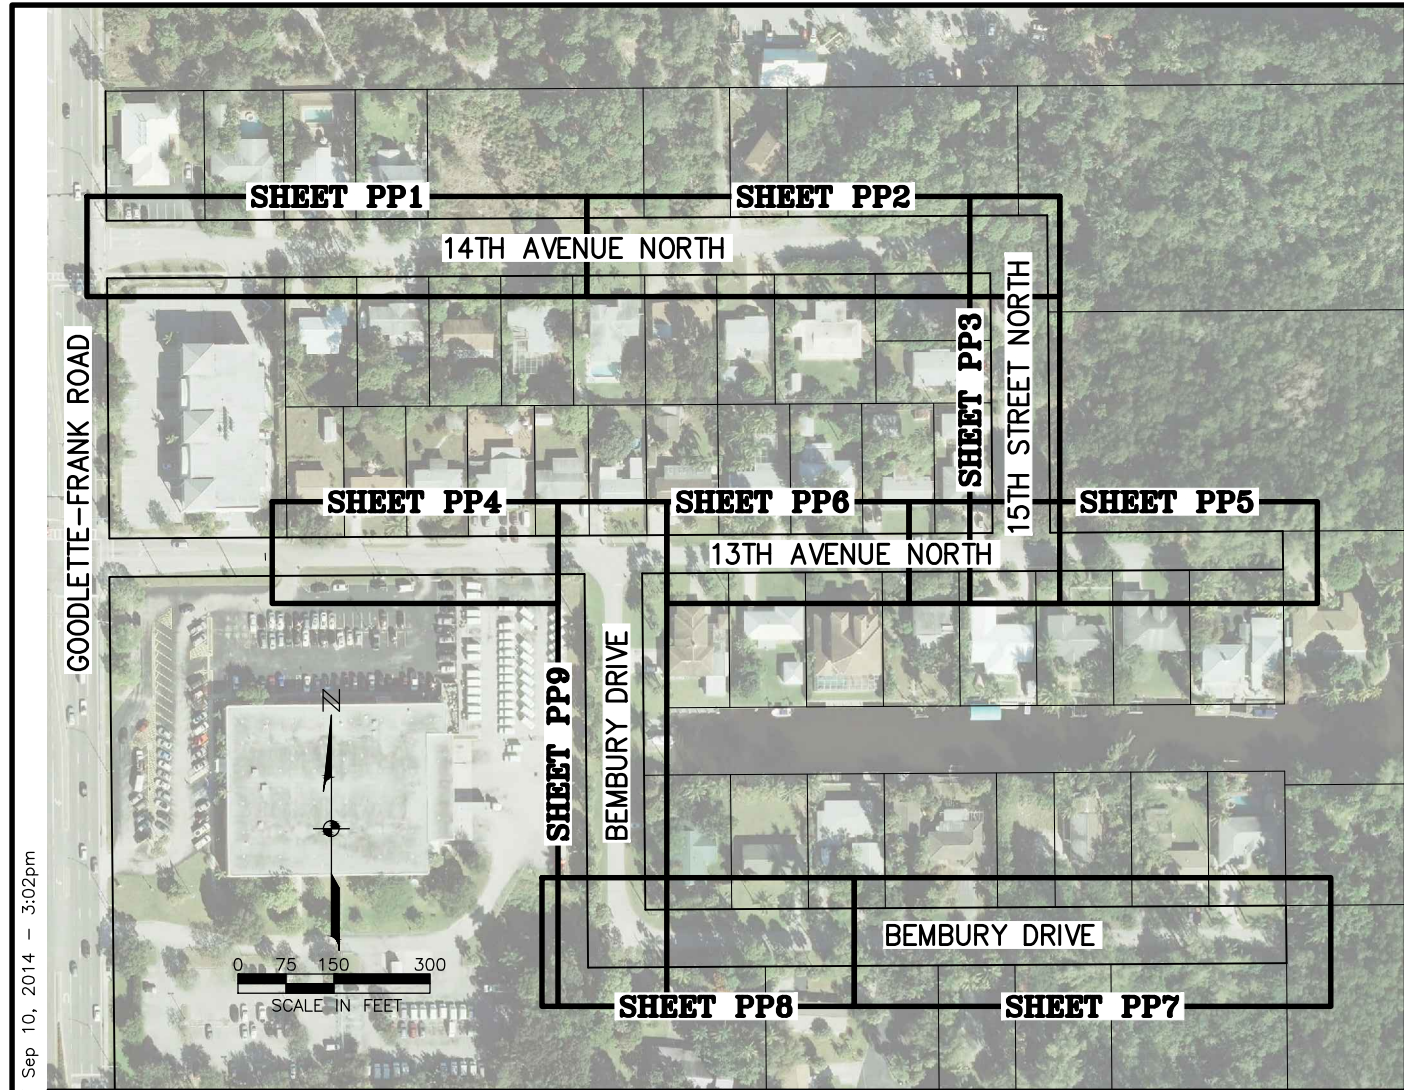 SHEET PP1
SHEET PP2
14TH AVENUE NORTH
GOODLETTE-FRANK ROAD
SHEET PP3
15TH STREET NORTH
SHEET PP4
SHEET PP6
SHEET PP5
13TH AVENUE NORTH
SHEET PP9
BEMBURY DRIVE
N
BEMBURY DRIVE
0 75 150 300
SCALE IN FEET
SHEET PP8
SHEET PP7
Sep 10, 2014 - 3:02pm